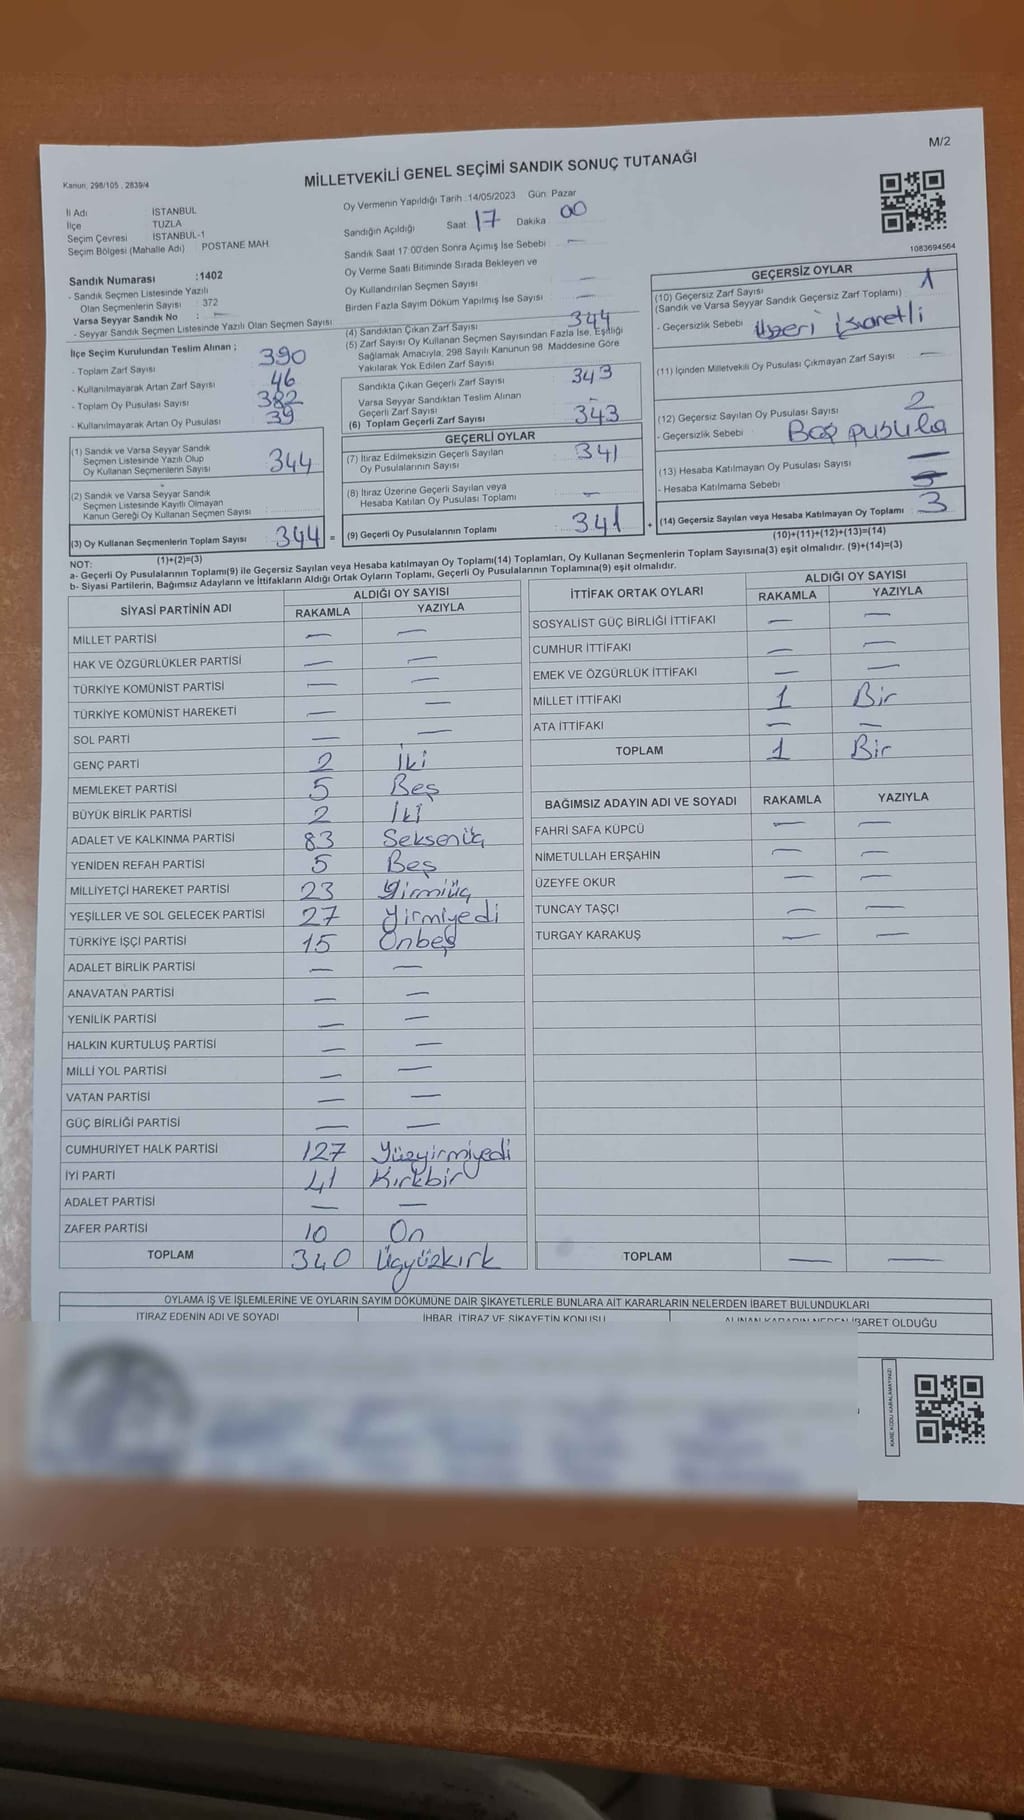 M/2
Kanun, 298/105 , 2839/4
MİLLETVEKİLİ GENEL SEÇİMİ SANDIK SONUÇ TUTANAĞI
İl Adı İSTANBUL
İlçe TUZLA
Seçim Çevresi İSTANBUL-1
Seçim Bölgesi (Mahalle Adı) POSTANE MAH.
Sandık Numarası :1402
- Sandık Seçmen Listesinde Yazılı
Olan Seçmenlerin Sayısı : 372
Varsa Seyyar Sandık No : —
- Seyyar Sandık Seçmen Listesinde Yazılı Olan Seçmen Sayısı:
İlçe Seçim Kurulundan Teslim Alınan ;
- Toplam Zarf Sayısı : 390
- Kullanılmayarak Artan Zarf Sayısı : 46
- Toplam Oy Pusulası Sayısı : 382
- Kullanılmayarak Artan Oy Pusulası : 39
(1) Sandık ve Varsa Seyyar Sandık
Seçmen Listesinde Yazılı Olup
Oy Kullanan Seçmenlerin Sayısı 344
(2) Sandık ve Varsa Seyyar Sandık
Seçmen Listesinde Kayıtlı Olmayan
Kanun Gereği Oy Kullanan Seçmen Sayısı
(3) Oy Kullanan Seçmenlerin Toplam Sayısı 344 =
(1)+(2)=(3)
Oy Vermenin Yapıldığı Tarih :14/05/2023 Gün: Pazar
Sandığın Açıldığı Saat: 17 Dakika 00
Sandık Saat 17:00'den Sonra Açımış İse Sebebi —
Oy Verme Saati Bitiminde Sırada Bekleyen ve
Oy Kullandırılan Seçmen Sayısı —
Birden Fazla Sayım Döküm Yapılmış İse Sayısı —
(4) Sandıktan Çıkan Zarf Sayısı 344
(5) Zarf Sayısı Oy Kullanan Seçmen Sayısından Fazla İse, Eşitliği
Sağlamak Amacıyla, 298 Sayılı Kanunun 98. Maddesine Göre
Yakılarak Yok Edilen Zarf Sayısı
Sandıkta Çıkan Geçerli Zarf Sayısı 343
Varsa Seyyar Sandıktan Teslim Alınan
Geçerli Zarf Sayısı -
(6) Toplam Geçerli Zarf Sayısı 343
GEÇERLİ OYLAR
(7) İtiraz Edilmeksizin Geçerli Sayılan
Oy Pusulalarının Sayısı 341
(8) İtiraz Üzerine Geçerli Sayılan veya
Hesaba Katılan Oy Pusulası Toplamı —
(9) Geçerli Oy Pusulalarının Toplamı 341 +
1083694564
GEÇERSİZ OYLAR
(10) Geçersiz Zarf Sayısı 1
(Sandık ve Varsa Seyyar Sandık Geçersiz Zarf Toplamı)
- Geçersizlik Sebebi : Üzeri İşaretli
(11) İçinden Milletvekili Oy Pusulası Çıkmayan Zarf Sayısı —
(12) Geçersiz Sayılan Oy Pusulası Sayısı 2
- Geçersizlik Sebebi : Boş pusula
(13) Hesaba Katılmayan Oy Pusulası Sayısı —
- Hesaba Katılmama Sebebi :
(14) Geçersiz Sayılan veya Hesaba Katılmayan Oy Toplamı 3
(10)+(11)+(12)+(13)=(14)
NOT:
a- Geçerli Oy Pusulalarının Toplamı(9) ile Geçersiz Sayılan veya Hesaba katılmayan Oy Toplamı(14) Toplamları, Oy Kullanan Seçmenlerin Toplam Sayısına(3) eşit olmalıdır. (9)+(14)=(3)
b- Siyasi Partilerin, Bağımsız Adayların ve İttifakların Aldığı Ortak Oyların Toplamı, Geçerli Oy Pusulalarının Toplamına(9) eşit olmalıdır.
SİYASİ PARTİNİN ADI ALDIĞI OY SAYISI
RAKAMLA YAZIYLA
MİLLET PARTİSİ — —
HAK VE ÖZGÜRLÜKLER PARTİSİ — —
TÜRKİYE KOMÜNİST PARTİSİ — —
TÜRKİYE KOMÜNİST HAREKETİ — —
SOL PARTİ — —
GENÇ PARTİ 2 İki
MEMLEKET PARTİSİ 5 Beş
BÜYÜK BİRLİK PARTİSİ 2 İki
ADALET VE KALKINMA PARTİSİ 83 Seksenüç
YENİDEN REFAH PARTİSİ 5 Beş
MİLLİYETÇİ HAREKET PARTİSİ 23 Yirmiüç
YEŞİLLER VE SOL GELECEK PARTİSİ 27 Yirmiyedi
TÜRKİYE İŞÇİ PARTİSİ 15 Onbeş
ADALET BİRLİK PARTİSİ — —
ANAVATAN PARTİSİ — —
YENİLİK PARTİSİ — —
HALKIN KURTULUŞ PARTİSİ — —
MİLLİ YOL PARTİSİ — —
VATAN PARTİSİ — —
GÜÇ BİRLİĞİ PARTİSİ — —
CUMHURİYET HALK PARTİSİ 127 Yüzyirmiyedi
İYİ PARTİ 41 Kırkbir
ADALET PARTİSİ — —
ZAFER PARTİSİ 10 On
TOPLAM 340 Üçyüzkırk
İTTİFAK ORTAK OYLARI ALDIĞI OY SAYISI
RAKAMLA YAZIYLA
SOSYALİST GÜÇ BİRLİĞİ İTTİFAKI — —
CUMHUR İTTİFAKI — —
EMEK VE ÖZGÜRLÜK İTTİFAKI — —
MİLLET İTTİFAKI 1 Bir
ATA İTTİFAKI — —
TOPLAM 1 Bir
BAĞIMSIZ ADAYIN ADI VE SOYADI RAKAMLA YAZIYLA
FAHRİ SAFA KÜPCÜ — —
NİMETULLAH ERŞAHİN — —
ÜZEYFE OKUR — —
TUNCAY TAŞÇI — —
TURGAY KARAKUŞ — —
TOPLAM — —
OYLAMA İŞ VE İŞLEMLERİNE VE OYLARIN SAYIM DÖKÜMÜNE DAİR ŞİKAYETLERLE BUNLARA AİT KARARLARIN NELERDEN İBARET BULUNDUKLARI
İTİRAZ EDENİN ADI VE SOYADI İHBAR, İTİRAZ VE ŞİKAYETİN KONUSU ALINAN KARARIN NEDEN İBARET OLDUĞU
KARE KODU KARALAMAYINIZ!